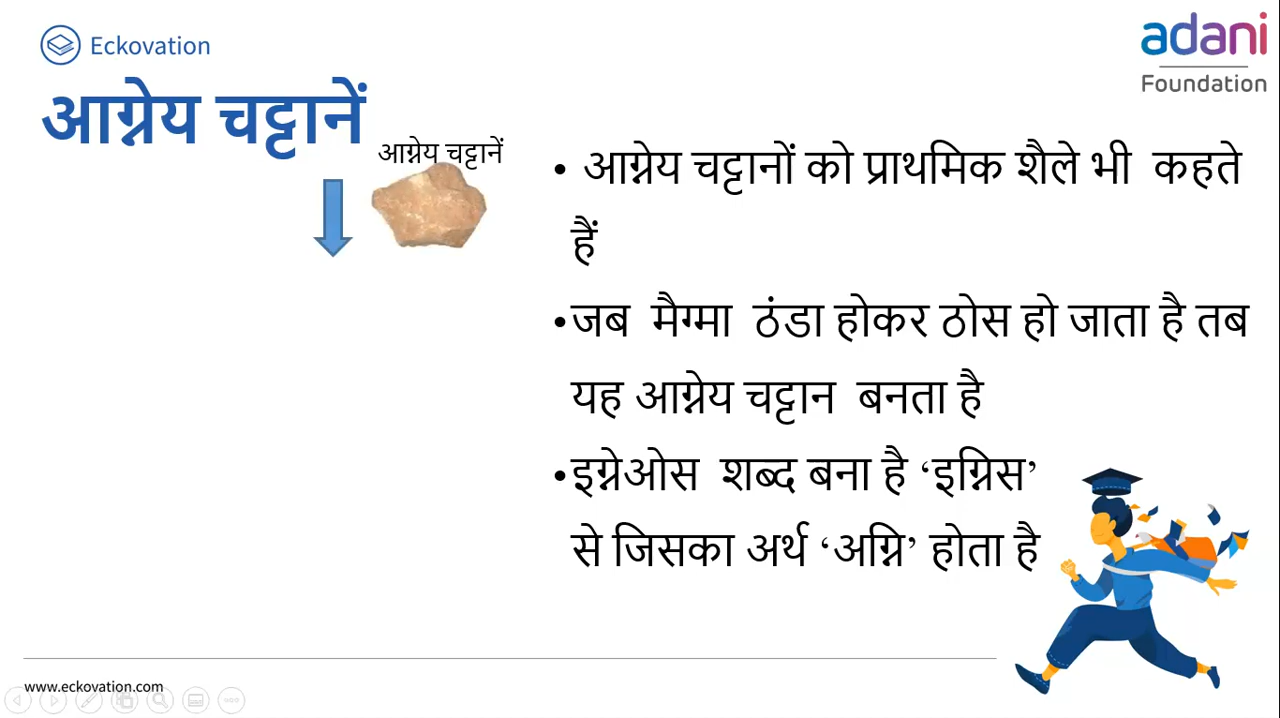 Eckovation
adani
Foundation
आग्नेय चट्टानें
आग्नेय चट्टानें
• आग्नेय चट्टानों को प्राथमिक शैले भी कहते
हैं
•जब मैग्मा ठंडा होकर ठोस हो जाता है तब
यह आग्नेय चट्टान बनता है
•इग्नेओस शब्द बना है ‘इग्निस’
से जिसका अर्थ ‘अग्नि’ होता है
www.eckovation.com